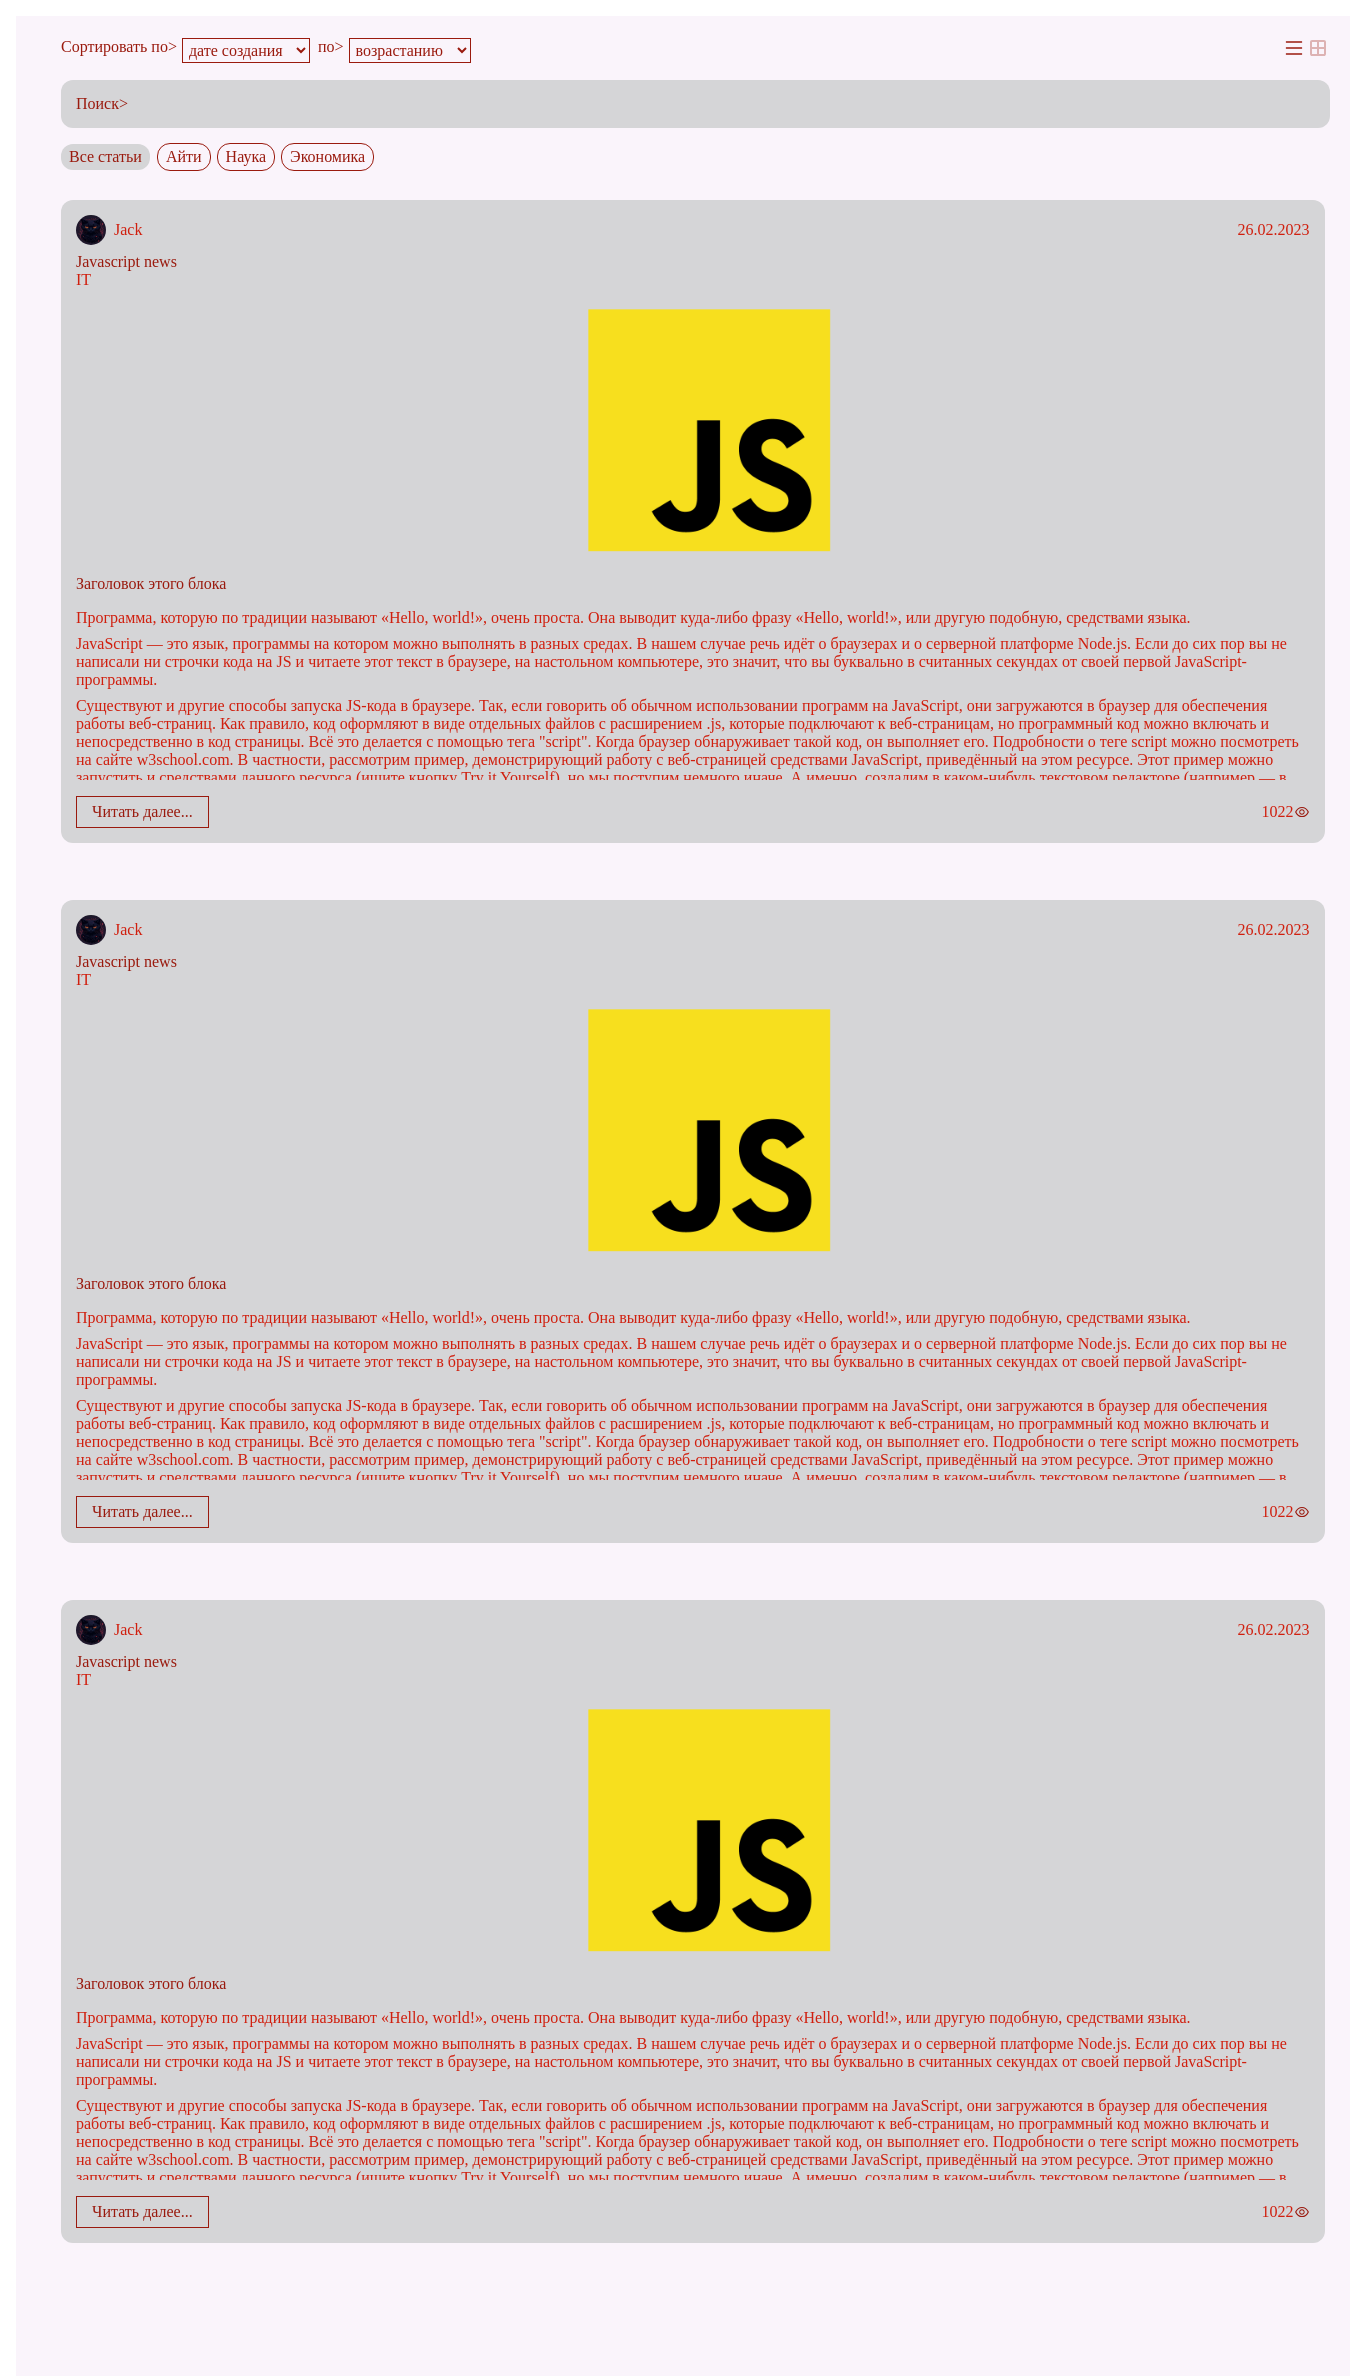 Сортировать по> дате создания по> возрастанию
Поиск>
Все статьи Айти Наука Экономика
Jack 26.02.2023
Javascript news
IT
JS
Заголовок этого блока
Программа, которую по традиции называют «Hello, world!», очень проста. Она выводит куда-либо фразу «Hello, world!», или другую подобную, средствами языка.
JavaScript — это язык, программы на котором можно выполнять в разных средах. В нашем случае речь идёт о браузерах и о серверной платформе Node.js. Если до сих пор вы не
написали ни строчки кода на JS и читаете этот текст в браузере, на настольном компьютере, это значит, что вы буквально в считанных секундах от своей первой JavaScript-
программы.
Существуют и другие способы запуска JS-кода в браузере. Так, если говорить об обычном использовании программ на JavaScript, они загружаются в браузер для обеспечения
работы веб-страниц. Как правило, код оформляют в виде отдельных файлов с расширением .js, которые подключают к веб-страницам, но программный код можно включать и
непосредственно в код страницы. Всё это делается с помощью тега "script". Когда браузер обнаруживает такой код, он выполняет его. Подробности о теге script можно посмотреть
на сайте w3school.com. В частности, рассмотрим пример, демонстрирующий работу с веб-страницей средствами JavaScript, приведённый на этом ресурсе. Этот пример можно
запустить и средствами данного ресурса (ищите кнопку Try it Yourself), но мы поступим немного иначе. А именно, создадим в каком-нибудь текстовом редакторе (например — в
Читать далее... 1022
Jack 26.02.2023
Javascript news
IT
JS
Заголовок этого блока
Программа, которую по традиции называют «Hello, world!», очень проста. Она выводит куда-либо фразу «Hello, world!», или другую подобную, средствами языка.
JavaScript — это язык, программы на котором можно выполнять в разных средах. В нашем случае речь идёт о браузерах и о серверной платформе Node.js. Если до сих пор вы не
написали ни строчки кода на JS и читаете этот текст в браузере, на настольном компьютере, это значит, что вы буквально в считанных секундах от своей первой JavaScript-
программы.
Существуют и другие способы запуска JS-кода в браузере. Так, если говорить об обычном использовании программ на JavaScript, они загружаются в браузер для обеспечения
работы веб-страниц. Как правило, код оформляют в виде отдельных файлов с расширением .js, которые подключают к веб-страницам, но программный код можно включать и
непосредственно в код страницы. Всё это делается с помощью тега "script". Когда браузер обнаруживает такой код, он выполняет его. Подробности о теге script можно посмотреть
на сайте w3school.com. В частности, рассмотрим пример, демонстрирующий работу с веб-страницей средствами JavaScript, приведённый на этом ресурсе. Этот пример можно
запустить и средствами данного ресурса (ищите кнопку Try it Yourself), но мы поступим немного иначе. А именно, создадим в каком-нибудь текстовом редакторе (например — в
Читать далее... 1022
Jack 26.02.2023
Javascript news
IT
JS
Заголовок этого блока
Программа, которую по традиции называют «Hello, world!», очень проста. Она выводит куда-либо фразу «Hello, world!», или другую подобную, средствами языка.
JavaScript — это язык, программы на котором можно выполнять в разных средах. В нашем случае речь идёт о браузерах и о серверной платформе Node.js. Если до сих пор вы не
написали ни строчки кода на JS и читаете этот текст в браузере, на настольном компьютере, это значит, что вы буквально в считанных секундах от своей первой JavaScript-
программы.
Существуют и другие способы запуска JS-кода в браузере. Так, если говорить об обычном использовании программ на JavaScript, они загружаются в браузер для обеспечения
работы веб-страниц. Как правило, код оформляют в виде отдельных файлов с расширением .js, которые подключают к веб-страницам, но программный код можно включать и
непосредственно в код страницы. Всё это делается с помощью тега "script". Когда браузер обнаруживает такой код, он выполняет его. Подробности о теге script можно посмотреть
на сайте w3school.com. В частности, рассмотрим пример, демонстрирующий работу с веб-страницей средствами JavaScript, приведённый на этом ресурсе. Этот пример можно
запустить и средствами данного ресурса (ищите кнопку Try it Yourself), но мы поступим немного иначе. А именно, создадим в каком-нибудь текстовом редакторе (например — в
Читать далее... 1022